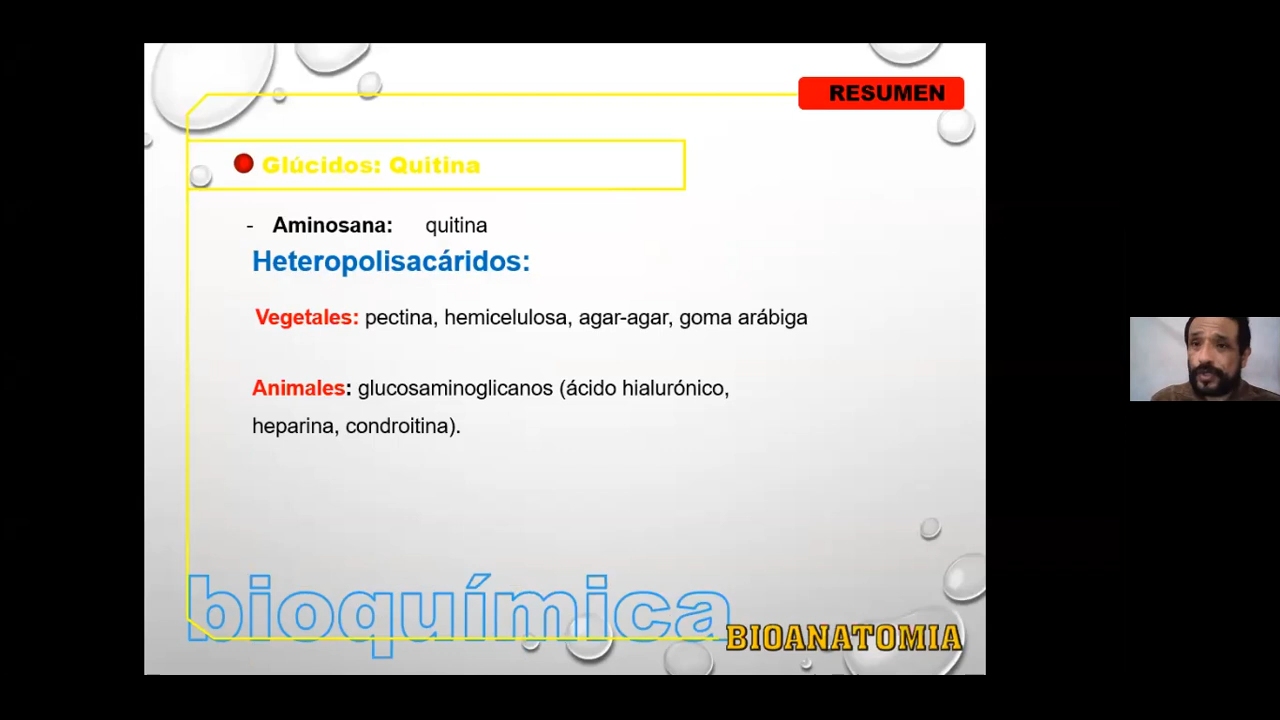 RESUMEN
Glúcidos: Quitina
- Aminosana: quitina
Heteropolisacáridos:
Vegetales: pectina, hemicelulosa, agar-agar, goma arábiga
Animales: glucosaminoglicanos (ácido hialurónico,
heparina, condroitina).
bioquímica
BIOANATOMIA